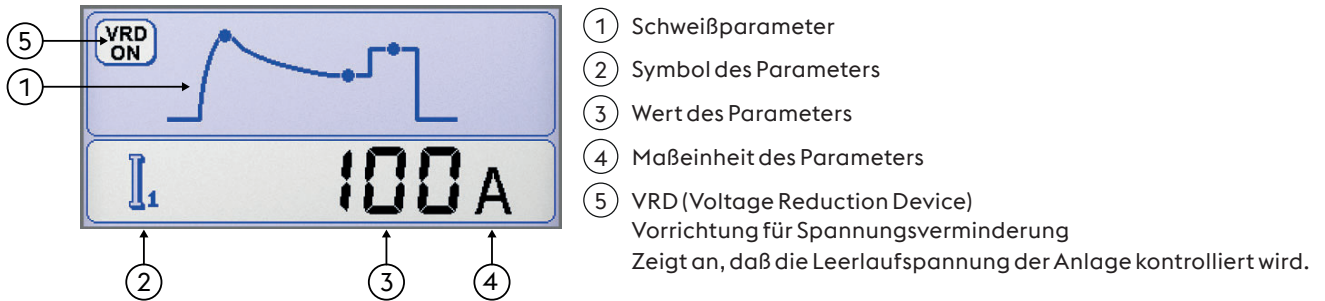 VRD
ON
5
1
I1
100 A
2
3
4
1 Schweißparameter
2 Symbol des Parameters
3 Wert des Parameters
4 Maßeinheit des Parameters
5 VRD (Voltage Reduction Device)
Vorrichtung für Spannungsverminderung
Zeigt an, daß die Leerlaufspannung der Anlage kontrolliert wird.